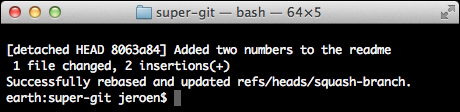 super-git — bash — 64×5
[detached HEAD 8063a84] Added two numbers to the readme
1 file changed, 2 insertions(+)
Successfully rebased and updated refs/heads/squash-branch.
earth:super-git jeroen$